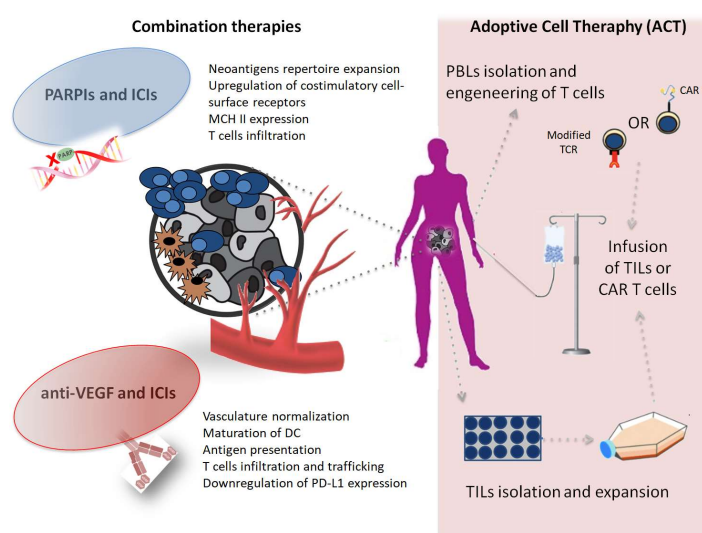 Combination therapies
PARPIs and ICIs
Neoantigens repertoire expansion
Upregulation of costimulatory cell-
surface receptors
MCH II expression
T cells infiltration
X PARP
anti-VEGF and ICIs
Vasculature normalization
Maturation of DC
Antigen presentation
T cells infiltration and trafficking
Downregulation of PD-L1 expression
Adoptive Cell Theraphy (ACT)
PBLs isolation and
engeneering of T cells
CAR
OR
Modified
TCR
Infusion
of TILs or
CAR T cells
TILs isolation and expansion